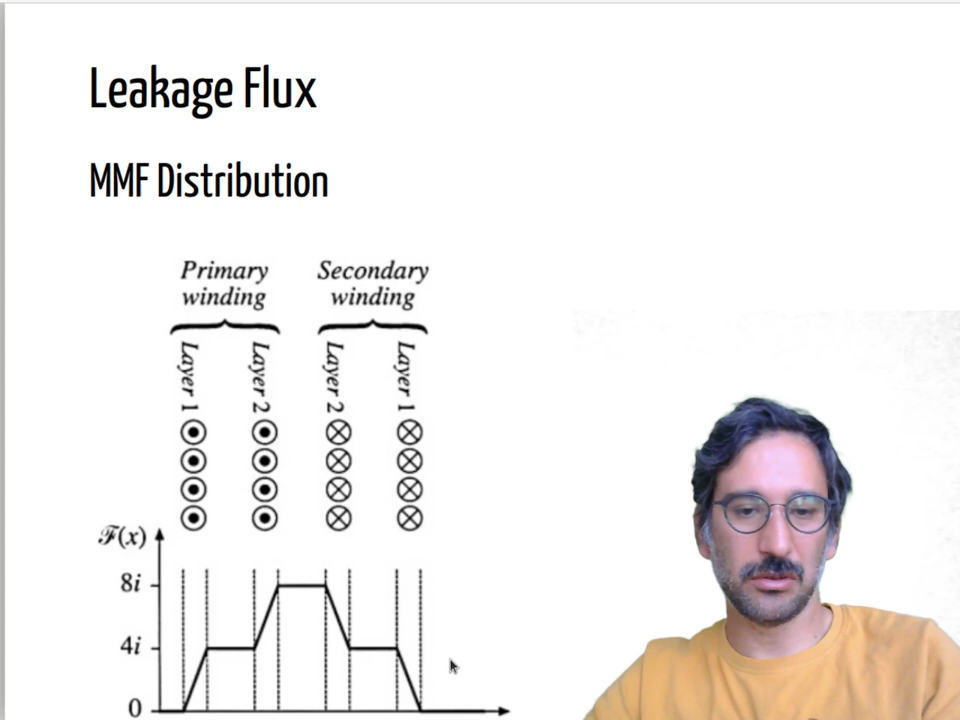 Leakage Flux
MMF Distribution
Primary winding
Secondary winding
Layer 1
Layer 2
Layer 2
Layer 1
ℱ(x)
8i
4i
0